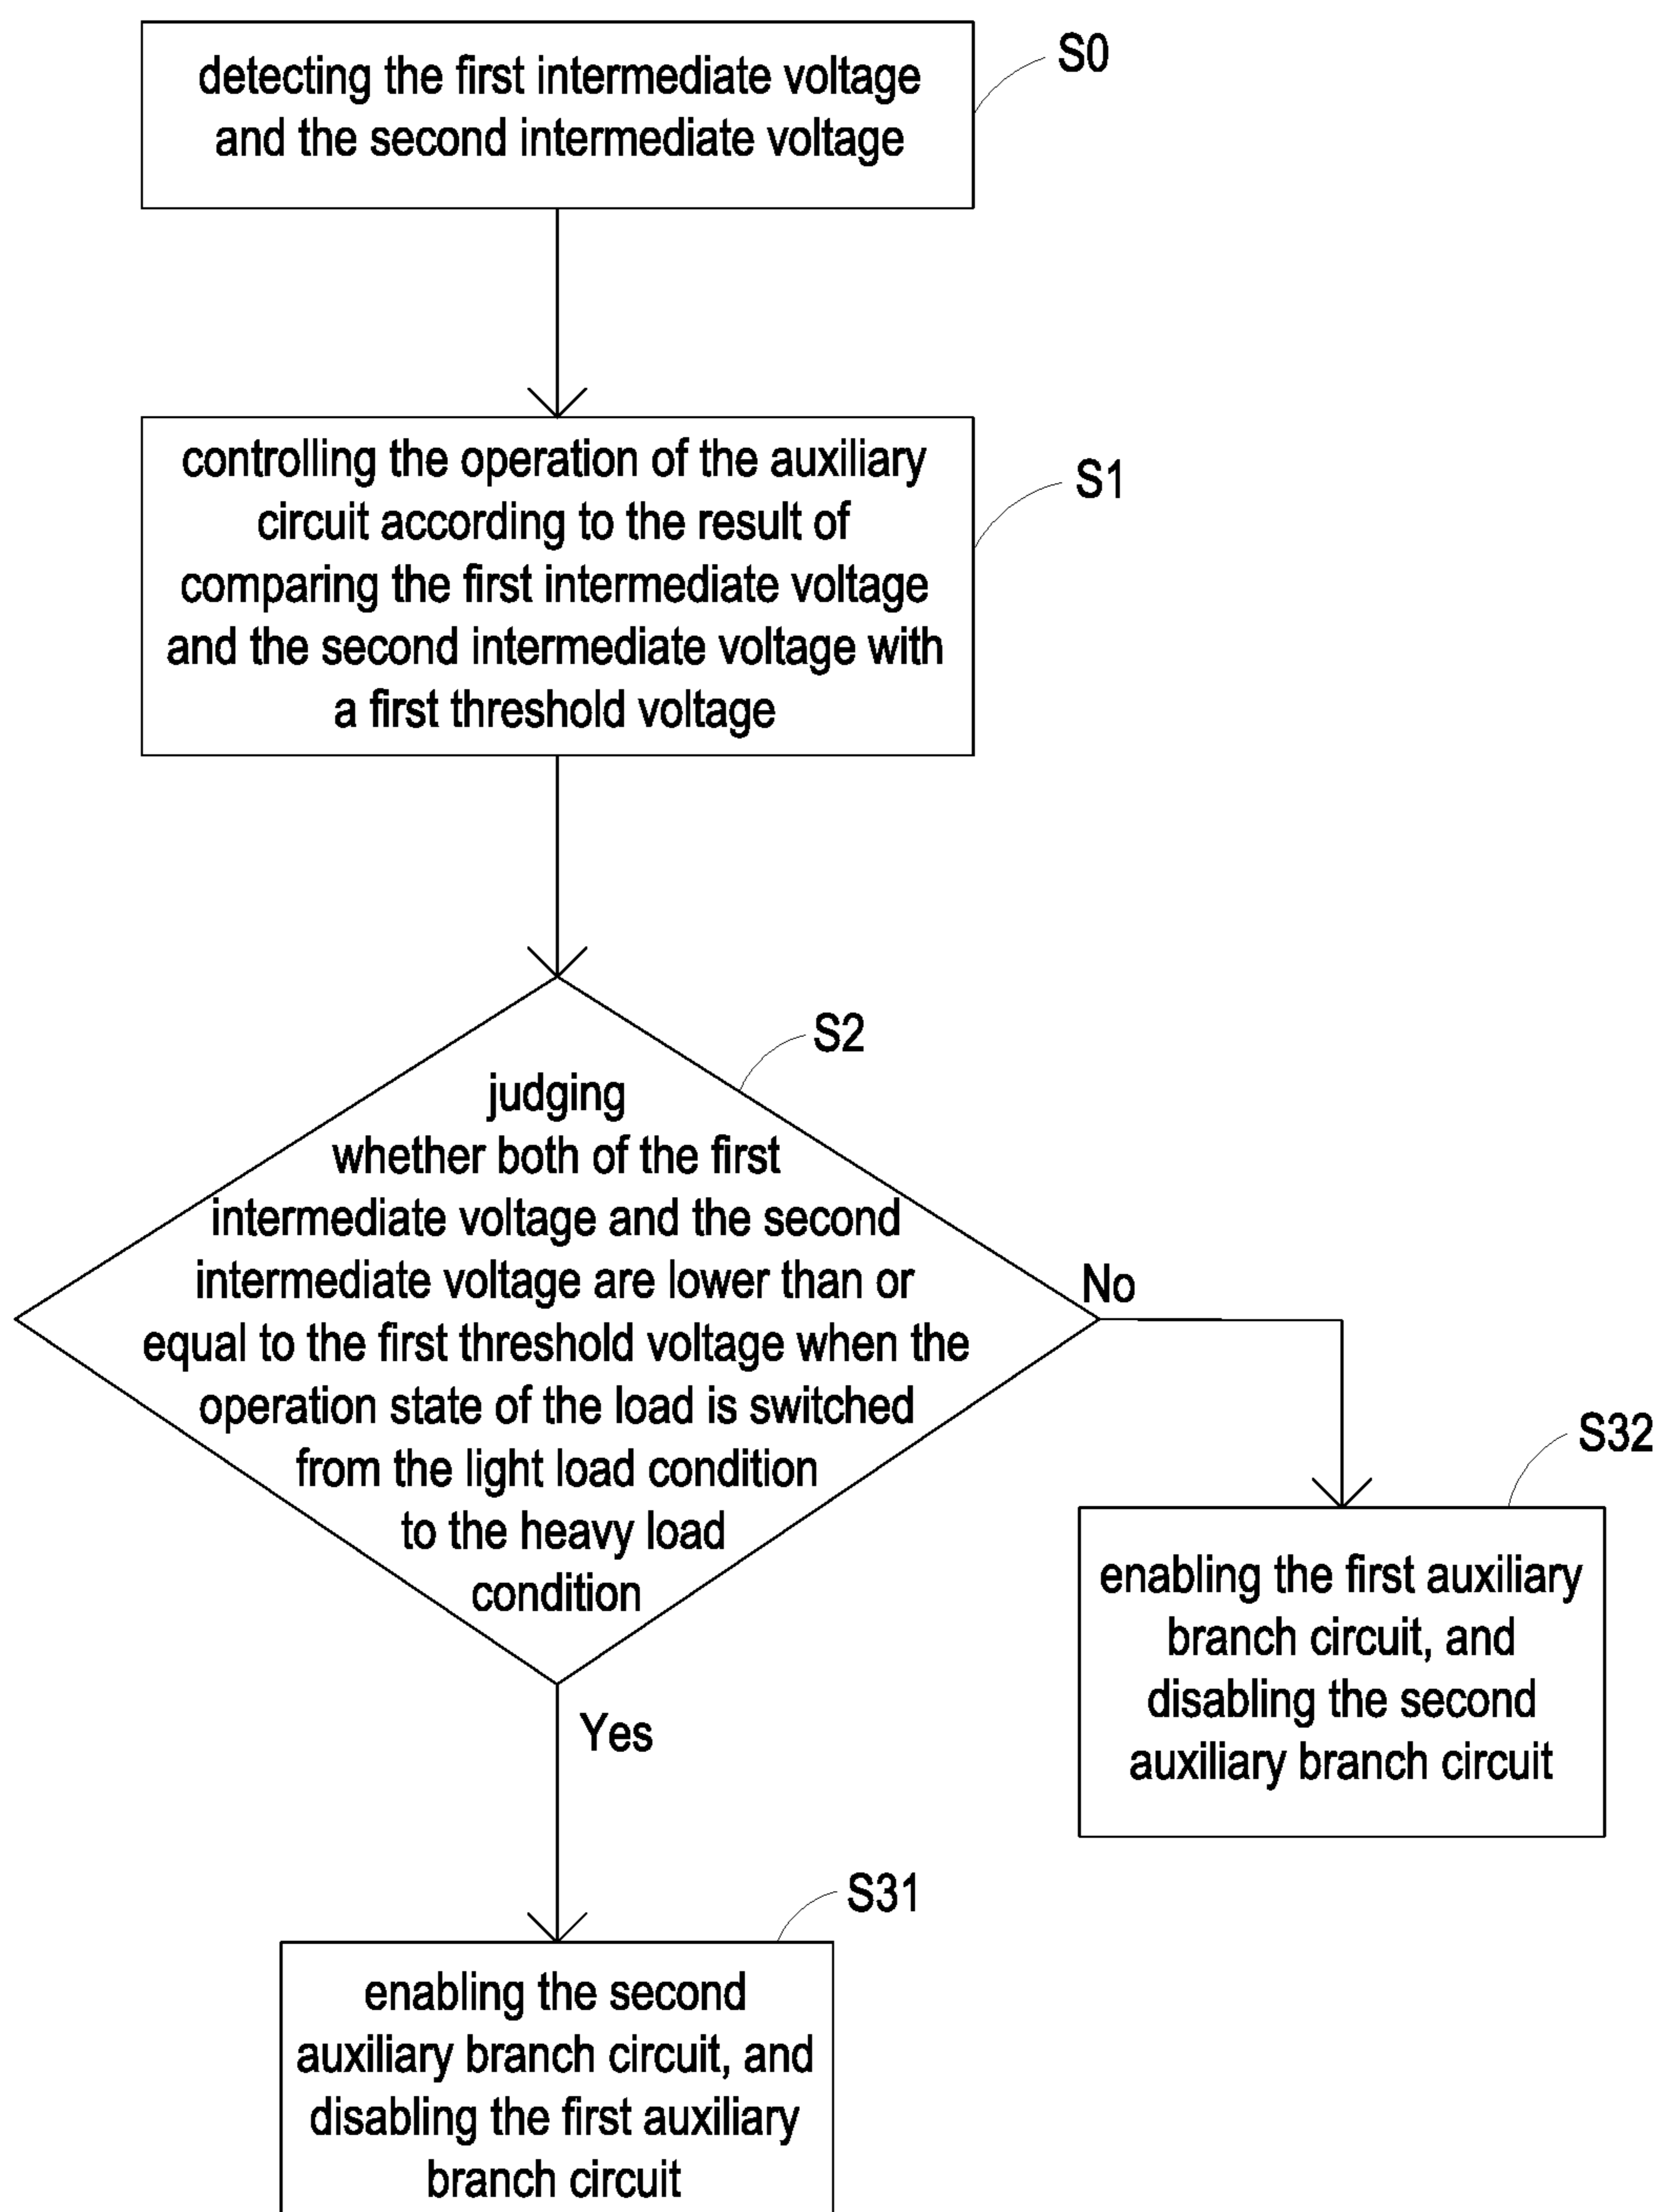 S0
detecting the first intermediate voltage
and the second intermediate voltage
S1
controlling the operation of the auxiliary
circuit according to the result of
comparing the first intermediate voltage
and the second intermediate voltage with
a first threshold voltage
S2
judging
whether both of the first
intermediate voltage and the second
intermediate voltage are lower than or
equal to the first threshold voltage when the
operation state of the load is switched
from the light load condition
to the heavy load
condition
No
S32
enabling the first auxiliary
branch circuit, and
disabling the second
auxiliary branch circuit
Yes
S31
enabling the second
auxiliary branch circuit, and
disabling the first auxiliary
branch circuit